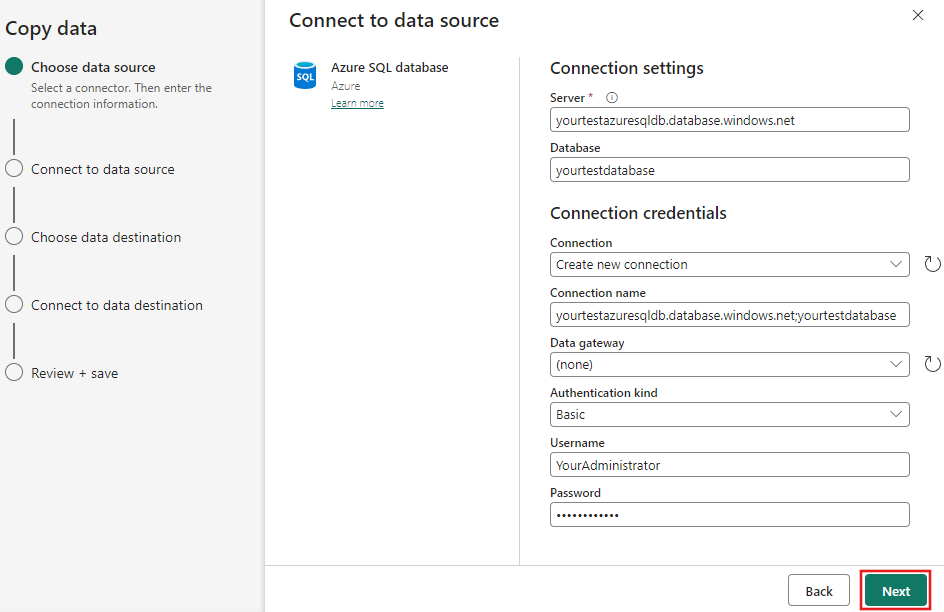 Copy data
Choose data source
Select a connector. Then enter the
connection information.
Connect to data source
Choose data destination
Connect to data destination
Review + save
Connect to data source
SQL
Azure SQL database
Azure
Learn more
Connection settings
Server *
yourtestazuresqldb.database.windows.net
Database
yourtestdatabase
Connection credentials
Connection
Create new connection
Connection name
yourtestazuresqldb.database.windows.net;yourtestdatabase
Data gateway
(none)
Authentication kind
Basic
Username
YourAdministrator
Password
••••••••••••
Back
Next